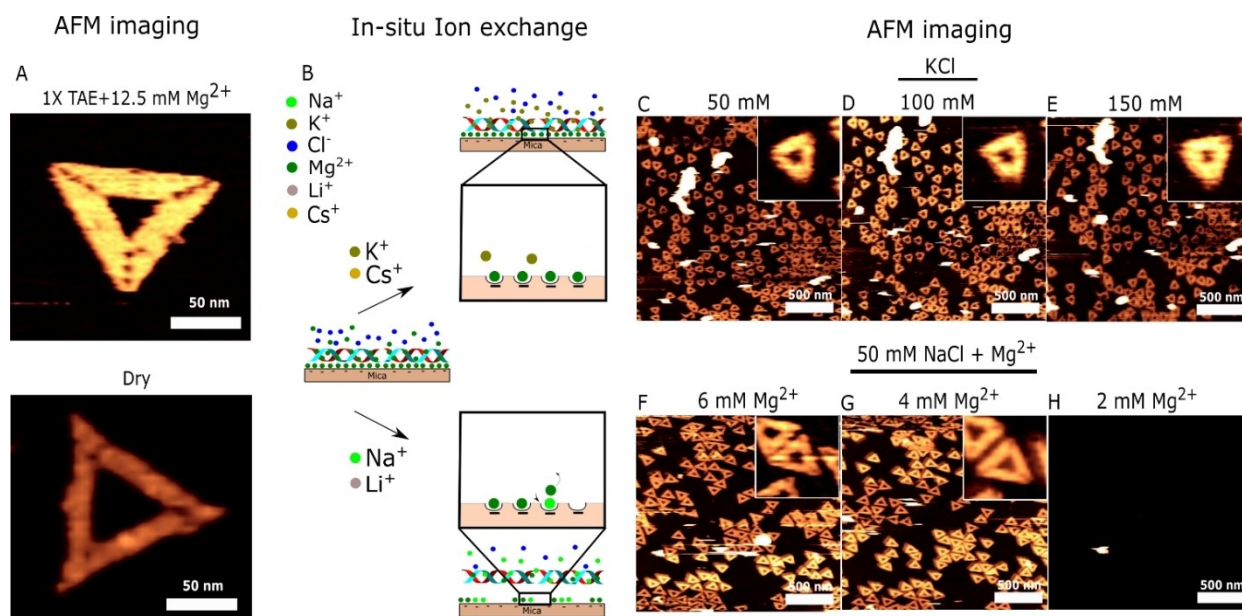 AFM imaging
In-situ Ion exchange
AFM imaging
A
1X TAE+12.5 mM Mg2+
50 nm
Dry
50 nm
B
Na+
K+
Cl-
Mg2+
Li+
Cs+
Mica
K+
Cs+
Mica
Na+
Li+
Mica
KCl
C 50 mM
D 100 mM
E 150 mM
500 nm
500 nm
500 nm
50 mM NaCl + Mg2+
F 6 mM Mg2+
G 4 mM Mg2+
H 2 mM Mg2+
500 nm
500 nm
500 nm